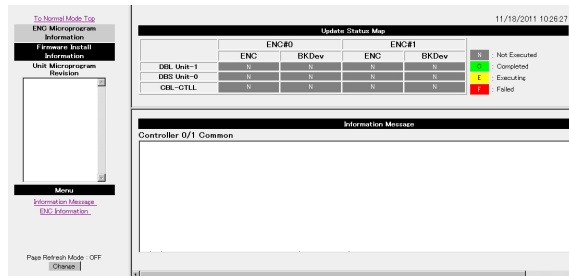 To Normal Mode Top
ENC Microprogram
Information
Firmware Install
Information
Unit Microprogram
Revision
Menu
Information Message
ENC Information
Page Refresh Mode : OFF
Change
11/18/2011 10:26:27
Update Status Map
ENC#0 ENC#1
ENC BKDev ENC BKDev
DBL Unit-1 N N N N
DBS Unit-0 N N N N
CBL-CTLL N N N N
N : Not Executed
C : Completed
E : Executing
F : Failed
Information Message
Controller 0/1 Common